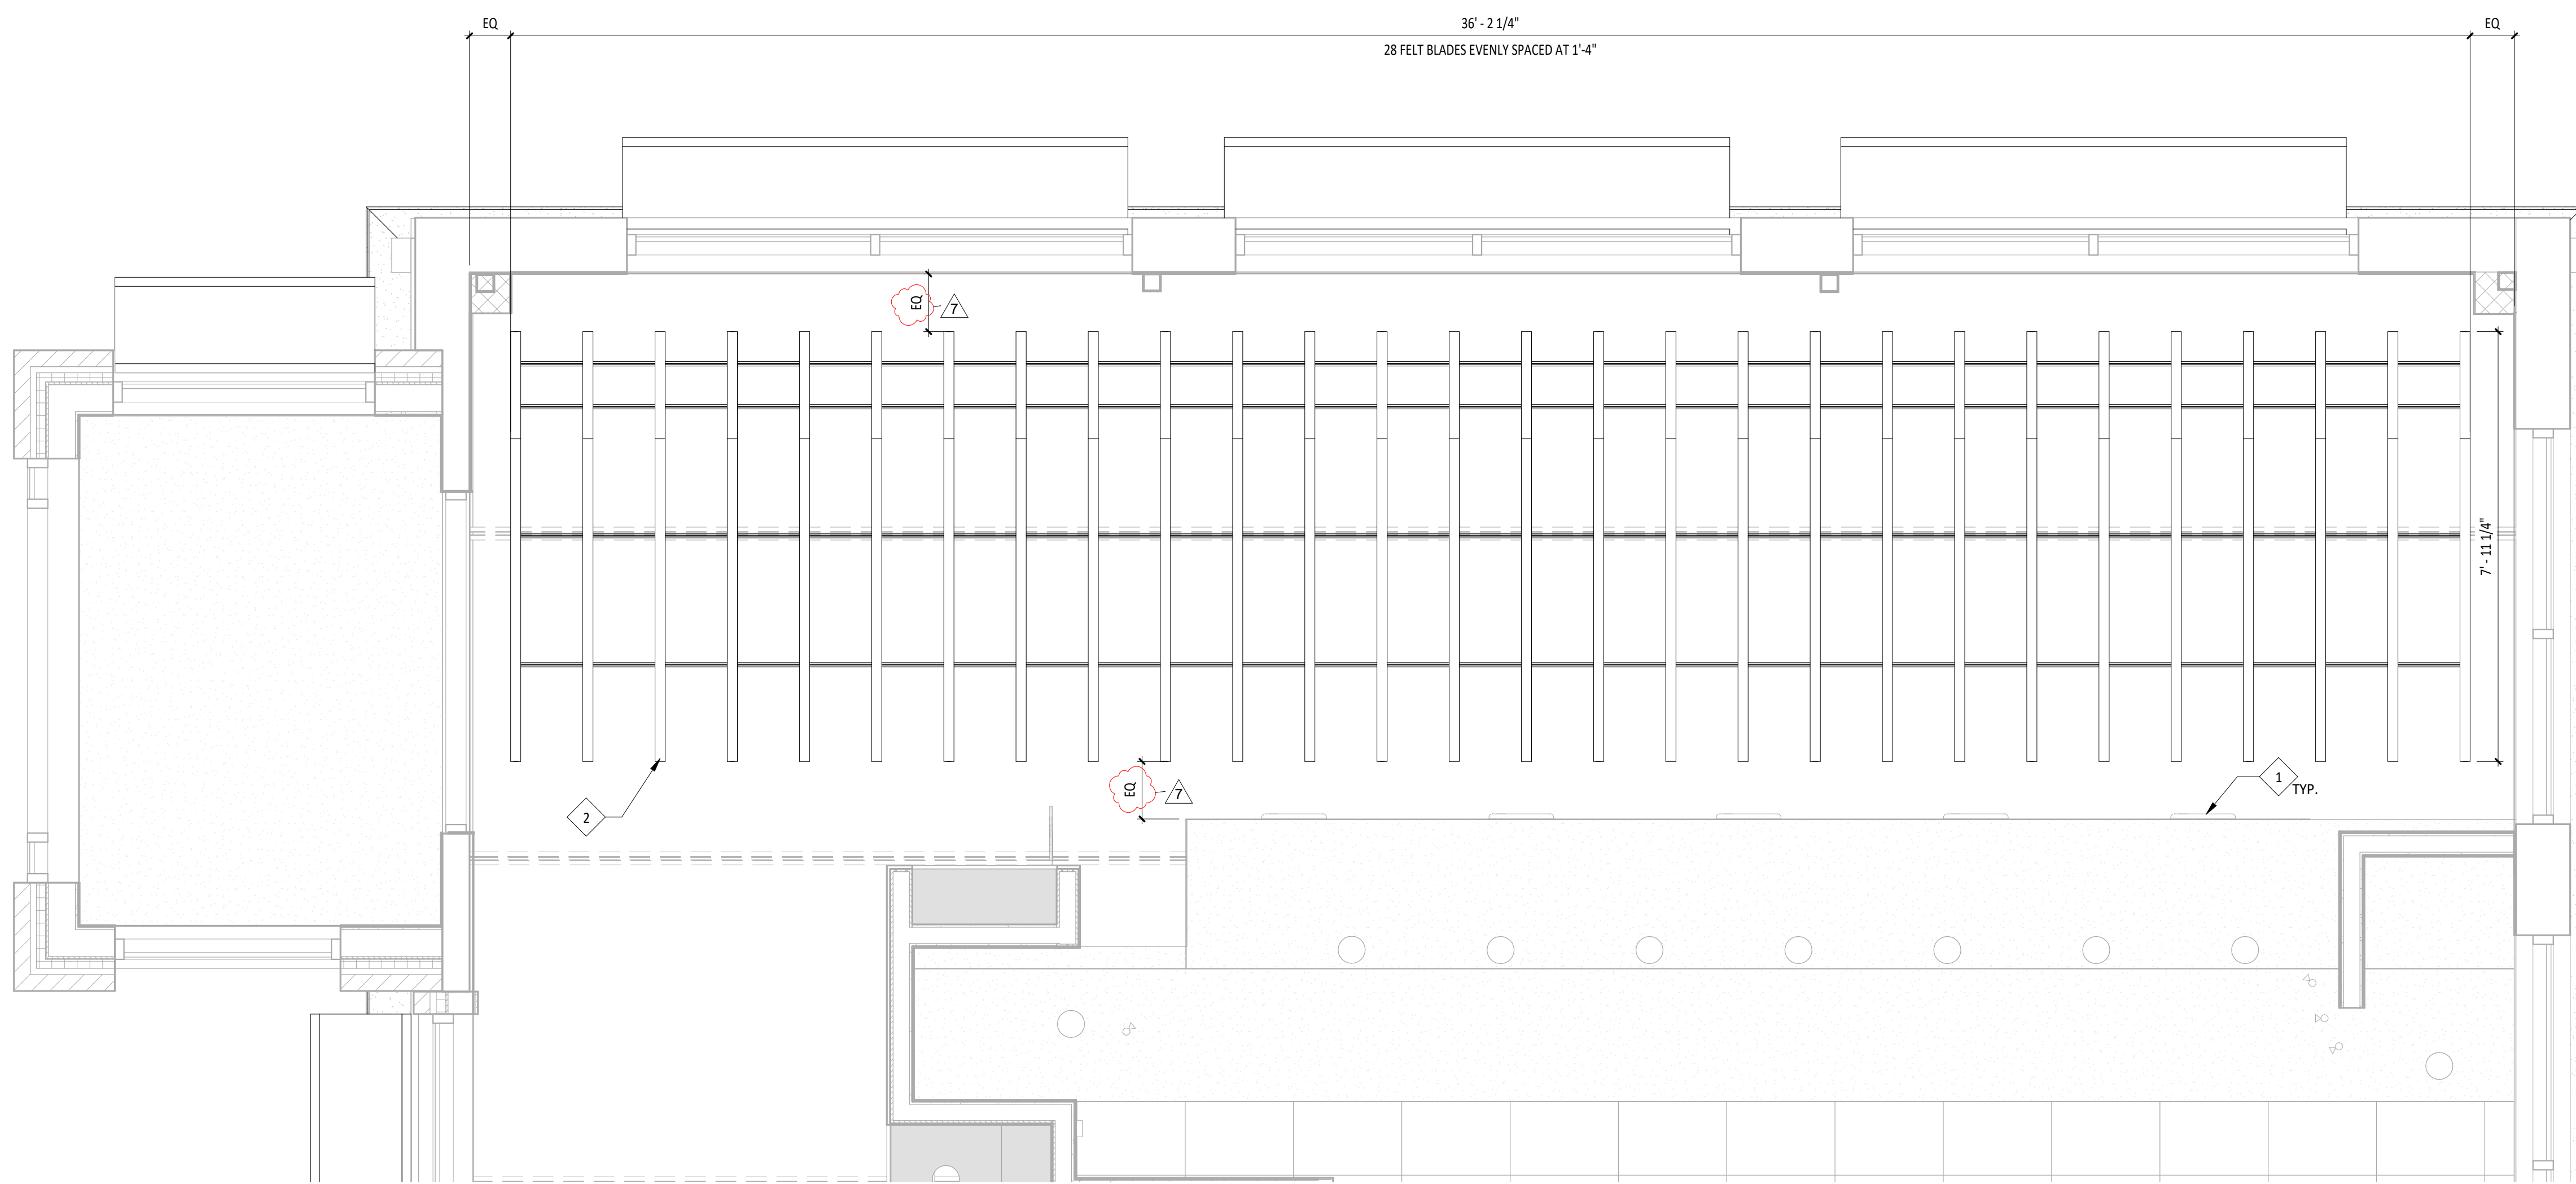 EQ
36' - 2 1/4"
EQ
28 FELT BLADES EVENLY SPACED AT 1'-4"
EQ
7
7' - 11 1/4"
EQ
7
1
TYP.
2